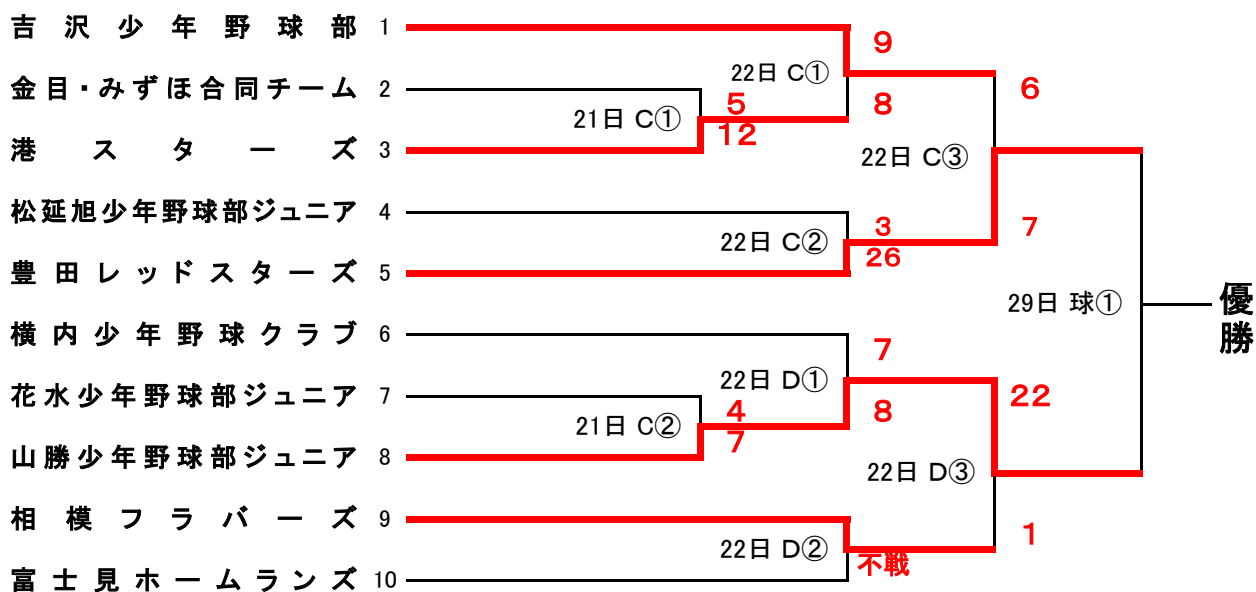 吉沢少年野球部 1
9
22日 C①
6
金目・みずほ合同チーム 2
5
8
21日 C①
12
港スターズ 3
22日 C③
松延旭少年野球部ジュニア 4
3
7
22日 C②
26
豊田レッドスターズ 5
29日 球①
優勝
横内少年野球クラブ 6
7
22日 D①
花水少年野球部ジュニア 7
22
4
8
21日 C②
7
山勝少年野球部ジュニア 8
22日 D③
相模フラバーズ 9
1
22日 D②
不戦
富士見ホームランズ 10